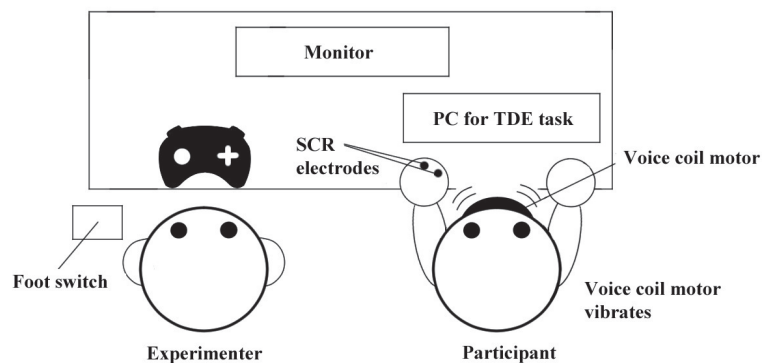 Monitor
PC for TDE task
SCR
electrodes
Voice coil motor
Foot switch
Voice coil motor
vibrates
Experimenter
Participant